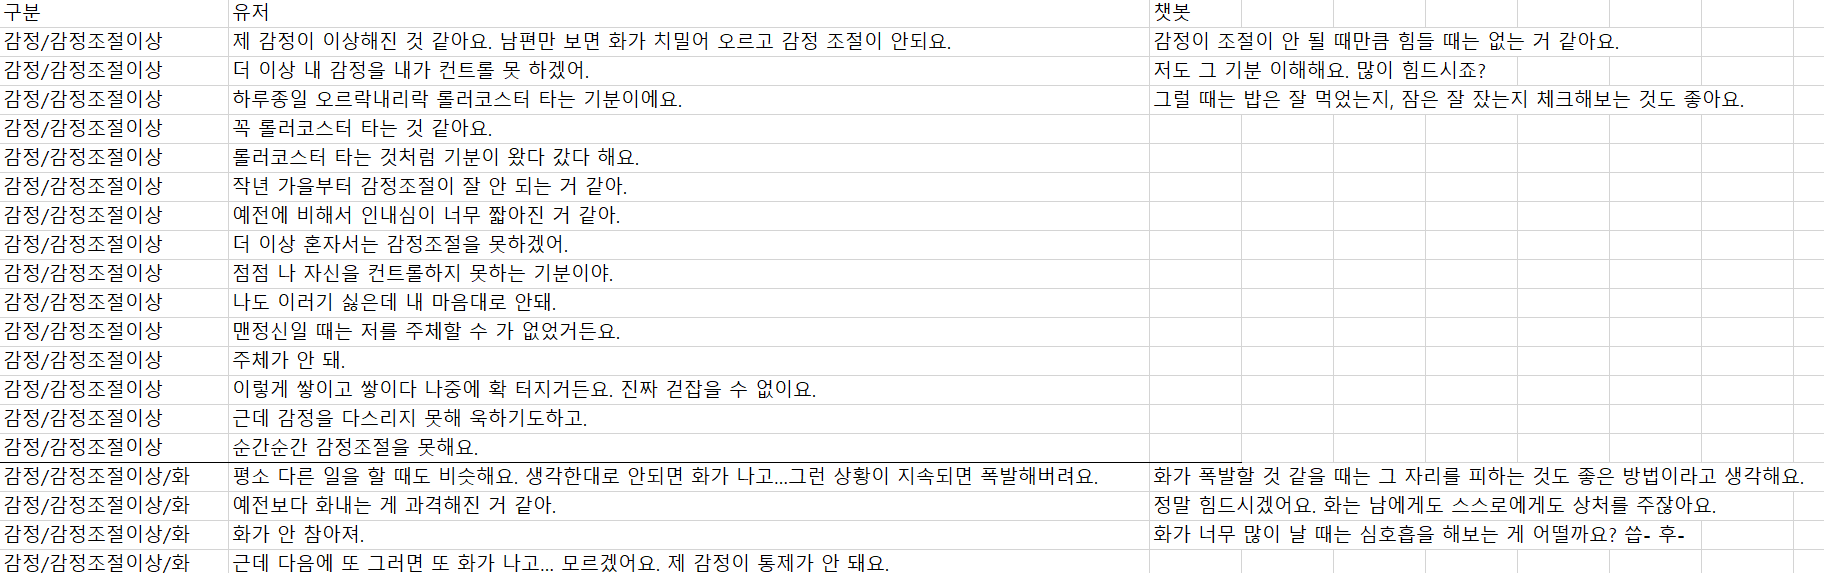 구분 유저 챗봇
감정/감정조절이상 제 감정이 이상해진 것 같아요. 남편만 보면 화가 치밀어 오르고 감정 조절이 안되요. 감정이 조절이 안 될 때만큼 힘들 때는 없는 거 같아요.
감정/감정조절이상 더 이상 내 감정을 내가 컨트롤 못 하겠어. 저도 그 기분 이해해요. 많이 힘드시죠?
감정/감정조절이상 하루종일 오르락내리락 롤러코스터 타는 기분이에요. 그럴 때는 밥은 잘 먹었는지, 잠은 잘 잤는지 체크해보는 것도 좋아요.
감정/감정조절이상 꼭 롤러코스터 타는 것 같아요.
감정/감정조절이상 롤러코스터 타는 것처럼 기분이 왔다 갔다 해요.
감정/감정조절이상 작년 가을부터 감정조절이 잘 안 되는 거 같아.
감정/감정조절이상 예전에 비해서 인내심이 너무 짧아진 거 같아.
감정/감정조절이상 더 이상 혼자서는 감정조절을 못하겠어.
감정/감정조절이상 점점 나 자신을 컨트롤하지 못하는 기분이야.
감정/감정조절이상 나도 이러기 싫은데 내 마음대로 안돼.
감정/감정조절이상 맨정신일 때는 저를 주체할 수 가 없었거든요.
감정/감정조절이상 주체가 안 돼.
감정/감정조절이상 이렇게 쌓이고 쌓이다 나중에 확 터지거든요. 진짜 걷잡을 수 없이요.
감정/감정조절이상 근데 감정을 다스리지 못해 욱하기도하고.
감정/감정조절이상 순간순간 감정조절을 못해요.
감정/감정조절이상/화 평소 다른 일을 할 때도 비슷해요. 생각한대로 안되면 화가 나고...그런 상황이 지속되면 폭발해버려요. 화가 폭발할 것 같을 때는 그 자리를 피하는 것도 좋은 방법이라고 생각해요.
감정/감정조절이상/화 예전보다 화내는 게 과격해진 거 같아. 정말 힘드시겠어요. 화는 남에게도 스스로에게도 상처를 주잖아요.
감정/감정조절이상/화 화가 안 참아져. 화가 너무 많이 날 때는 심호흡을 해보는 게 어떨까요? 씁- 후-
감정/감정조절이상/화 근데 다음에 또 그러면 또 화가 나고... 모르겠어요. 제 감정이 통제가 안 돼요.